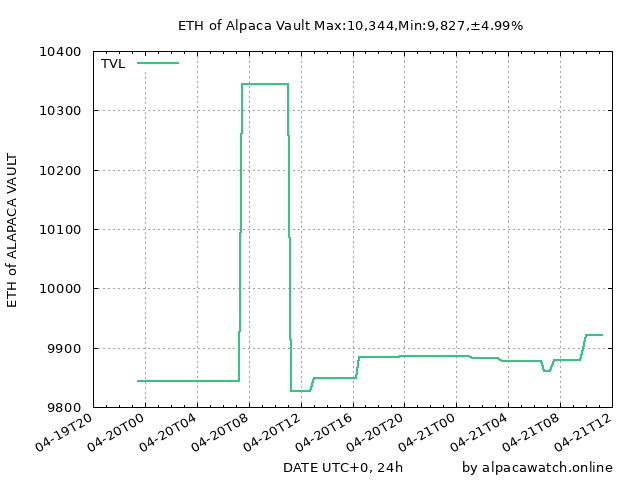 ETH of Alpaca Vault Max:10,344,Min:9,827,±4.99%
TVL
10400
10300
10200
10100
10000
9900
9800
ETH of ALAPACA VAULT
04-19T20
04-20T00
04-20T04
04-20T08
04-20T12
04-20T16
04-20T20
04-21T00
04-21T04
04-21T08
04-21T12
DATE UTC+0, 24h
by alpacawatch.online